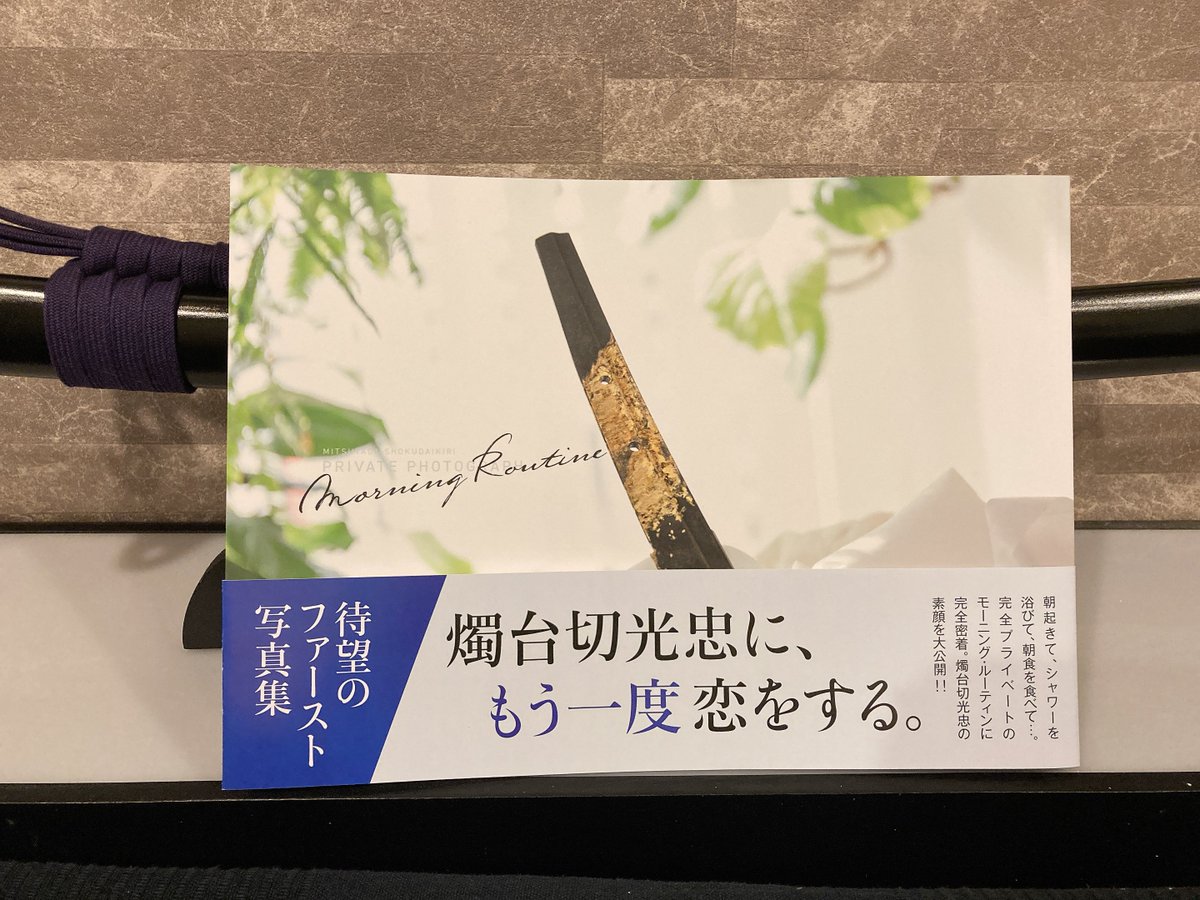 MITSUTADA SHOKUDAIKIRI
PRIVATE PHOTOGRAPH
Morning Routine
待望の
ファースト
写真集
燭台切光忠に、
もう一度恋をする。
朝起きて、シャワーを
浴びて、朝食を食べて…。
完全プライベートの
モーニング・ルーティンに
完全密着。燭台切光忠の
素顔を大公開!!